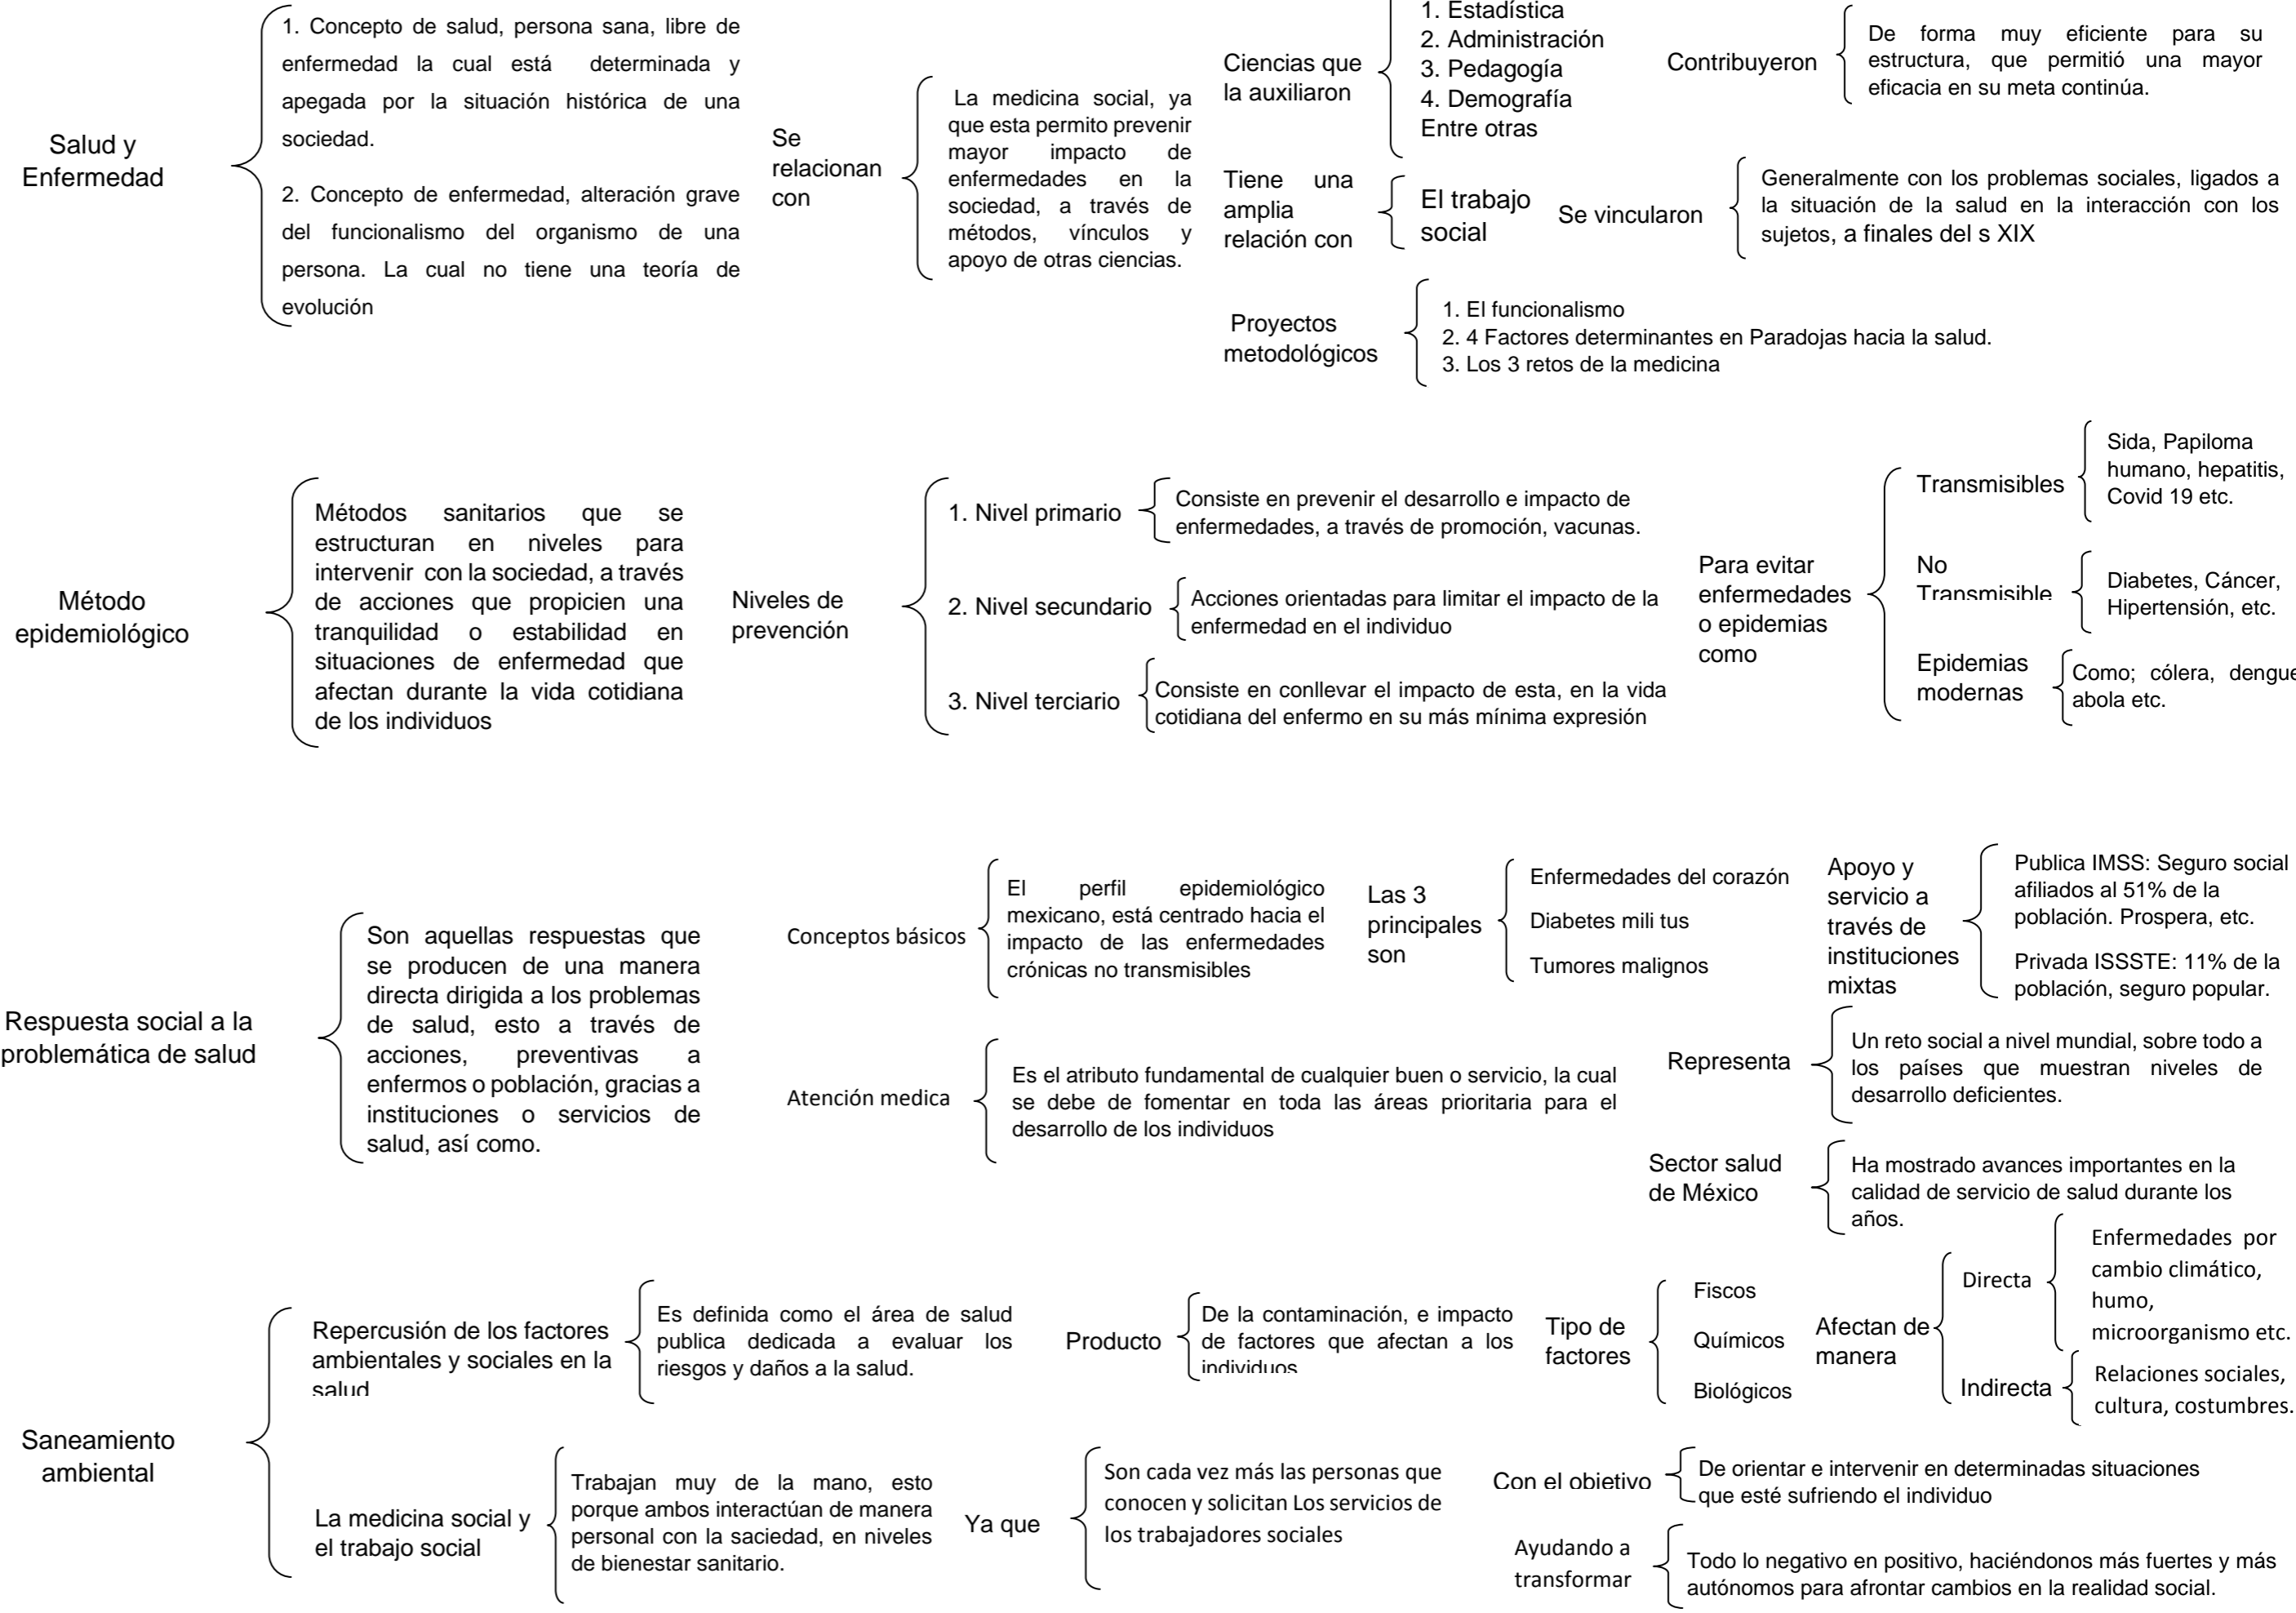 Salud y
Enfermedad
1. Concepto de salud, persona sana, libre de
enfermedad la cual está determinada y
apegada por la situación histórica de una
sociedad.
2. Concepto de enfermedad, alteración grave
del funcionalismo del organismo de una
persona. La cual no tiene una teoría de
evolución
Se
relacionan
con
La medicina social, ya
que esta permito prevenir
mayor impacto de
enfermedades en la
sociedad, a través de
métodos, vínculos y
apoyo de otras ciencias.
Ciencias que
la auxiliaron
1. Estadística
2. Administración
3. Pedagogía
4. Demografía
Entre otras
Contribuyeron
De forma muy eficiente para su
estructura, que permitió una mayor
eficacia en su meta continúa.
Tiene una
amplia
relación con
El trabajo
social
Se vincularon
Generalmente con los problemas sociales, ligados a
la situación de la salud en la interacción con los
sujetos, a finales del s XIX
Proyectos
metodológicos
1. El funcionalismo
2. 4 Factores determinantes en Paradojas hacia la salud.
3. Los 3 retos de la medicina
Método
epidemiológico
Métodos sanitarios que se
estructuran en niveles para
intervenir con la sociedad, a través
de acciones que propicien una
tranquilidad o estabilidad en
situaciones de enfermedad que
afectan durante la vida cotidiana
de los individuos
Niveles de
prevención
1. Nivel primario
Consiste en prevenir el desarrollo e impacto de
enfermedades, a través de promoción, vacunas.
2. Nivel secundario
Acciones orientadas para limitar el impacto de la
enfermedad en el individuo
3. Nivel terciario
Consiste en conllevar el impacto de esta, en la vida
cotidiana del enfermo en su más mínima expresión
Para evitar
enfermedades
o epidemias
como
Transmisibles
Sida, Papiloma
humano, hepatitis,
Covid 19 etc.
No
Transmisible
Diabetes, Cáncer,
Hipertensión, etc.
Epidemias
modernas
Como; cólera, dengue
abola etc.
Respuesta social a la
problemática de salud
Son aquellas respuestas que
se producen de una manera
directa dirigida a los problemas
de salud, esto a través de
acciones, preventivas a
enfermos o población, gracias a
instituciones o servicios de
salud, así como.
Conceptos básicos
El perfil epidemiológico
mexicano, está centrado hacia el
impacto de las enfermedades
crónicas no transmisibles
Las 3
principales
son
Enfermedades del corazón
Diabetes mili tus
Tumores malignos
Apoyo y
servicio a
través de
instituciones
mixtas
Publica IMSS: Seguro social
afiliados al 51% de la
población. Prospera, etc.
Privada ISSSTE: 11% de la
población, seguro popular.
Atención medica
Es el atributo fundamental de cualquier buen o servicio, la cual
se debe de fomentar en toda las áreas prioritaria para el
desarrollo de los individuos
Representa
Un reto social a nivel mundial, sobre todo a
los países que muestran niveles de
desarrollo deficientes.
Sector salud
de México
Ha mostrado avances importantes en la
calidad de servicio de salud durante los
años.
Saneamiento
ambiental
Repercusión de los factores
ambientales y sociales en la
salud
Es definida como el área de salud
publica dedicada a evaluar los
riesgos y daños a la salud.
Producto
De la contaminación, e impacto
de factores que afectan a los
individuos
Tipo de
factores
Fiscos
Químicos
Biológicos
Afectan de
manera
Directa
Enfermedades por
cambio climático,
humo,
microorganismo etc.
Indirecta
Relaciones sociales,
cultura, costumbres.
La medicina social y
el trabajo social
Trabajan muy de la mano, esto
porque ambos interactúan de manera
personal con la saciedad, en niveles
de bienestar sanitario.
Ya que
Son cada vez más las personas que
conocen y solicitan Los servicios de
los trabajadores sociales
Con el objetivo
De orientar e intervenir en determinadas situaciones
que esté sufriendo el individuo
Ayudando a
transformar
Todo lo negativo en positivo, haciéndonos más fuertes y más
autónomos para afrontar cambios en la realidad social.